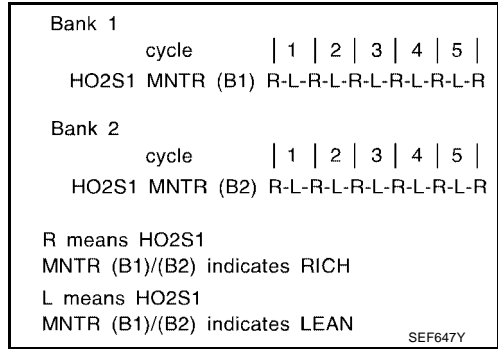 Bank 1
cycle | 1 | 2 | 3 | 4 | 5 |
HO2S1 MNTR (B1) R-L-R-L-R-L-R-L-R-L-R
Bank 2
cycle | 1 | 2 | 3 | 4 | 5 |
HO2S1 MNTR (B2) R-L-R-L-R-L-R-L-R-L-R
R means HO2S1
MNTR (B1)/(B2) indicates RICH
L means HO2S1
MNTR (B1)/(B2) indicates LEAN
SEF647Y